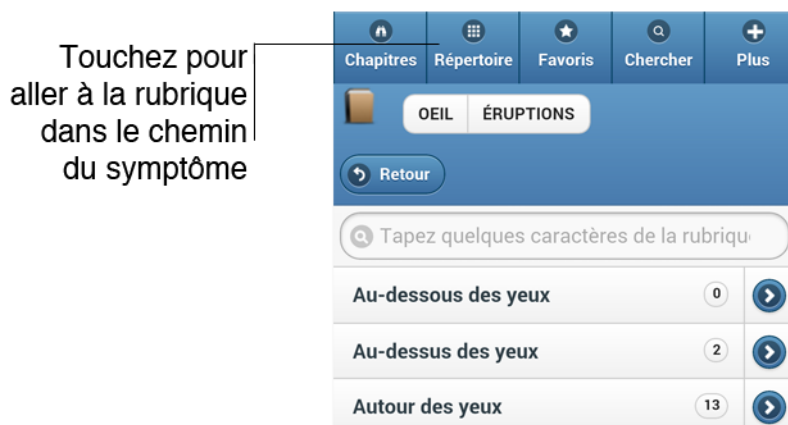 Touchez pour
aller à la rubrique
dans le chemin
du symptôme
Chapitres Répertoire Favoris Chercher Plus
OEIL ÉRUPTIONS
Retour
Tapez quelques caractères de la rubriqu
Au-dessous des yeux 0
Au-dessus des yeux 2
Autour des yeux 13